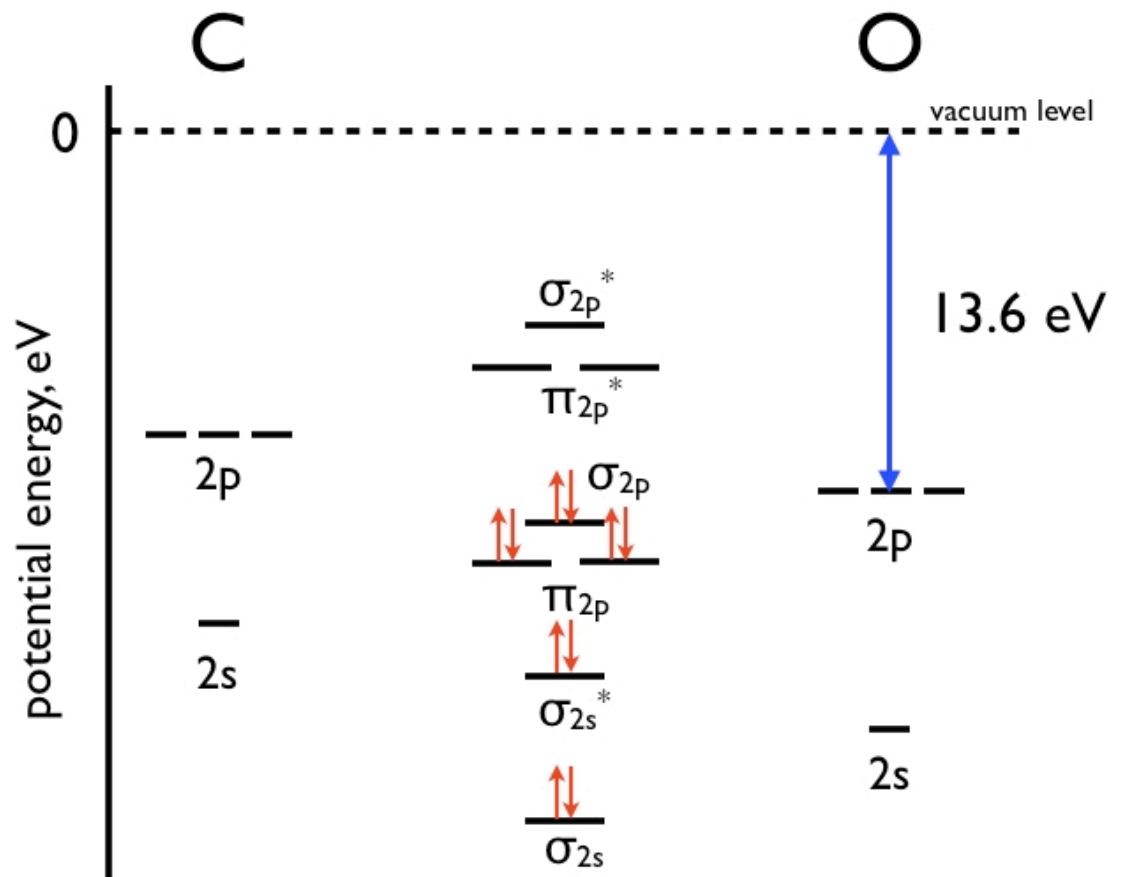 C
O
vacuum level
0
σ2p*
13.6 eV
π2p*
potential energy, eV
2p
σ2p
2p
π2p
2s
σ2s*
2s
σ2s